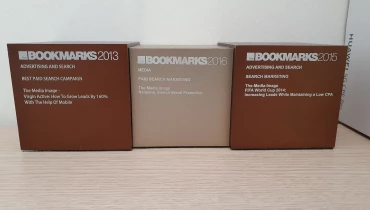 BOOKMARKS 2013
ADVERTISING AND SEARCH
BEST PAID SEARCH CAMPAIGN
The Media Image -
Virgin Active: How To Grow Leads By 160%
With The Help Of Mobile
BOOKMARKS 2016
MEDIA
PAID SEARCH MARKETING
The Media Image
BOOKMARKS 2015
ADVERTISING AND SEARCH
SEARCH MARKETING
The Media Image
FIFA World Cup 2014:
Increasing Leads While Maintaining a Low CPA